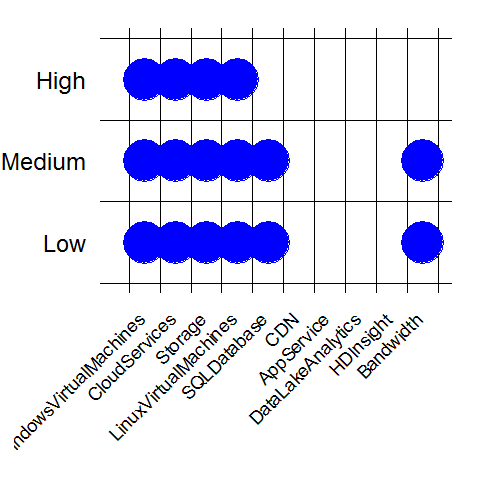 High
Medium
Low
ndowsVirtualMachines
CloudServices
Storage
LinuxVirtualMachines
SQLDatabase
CDN
AppService
DataLakeAnalytics
HDInsight
Bandwidth